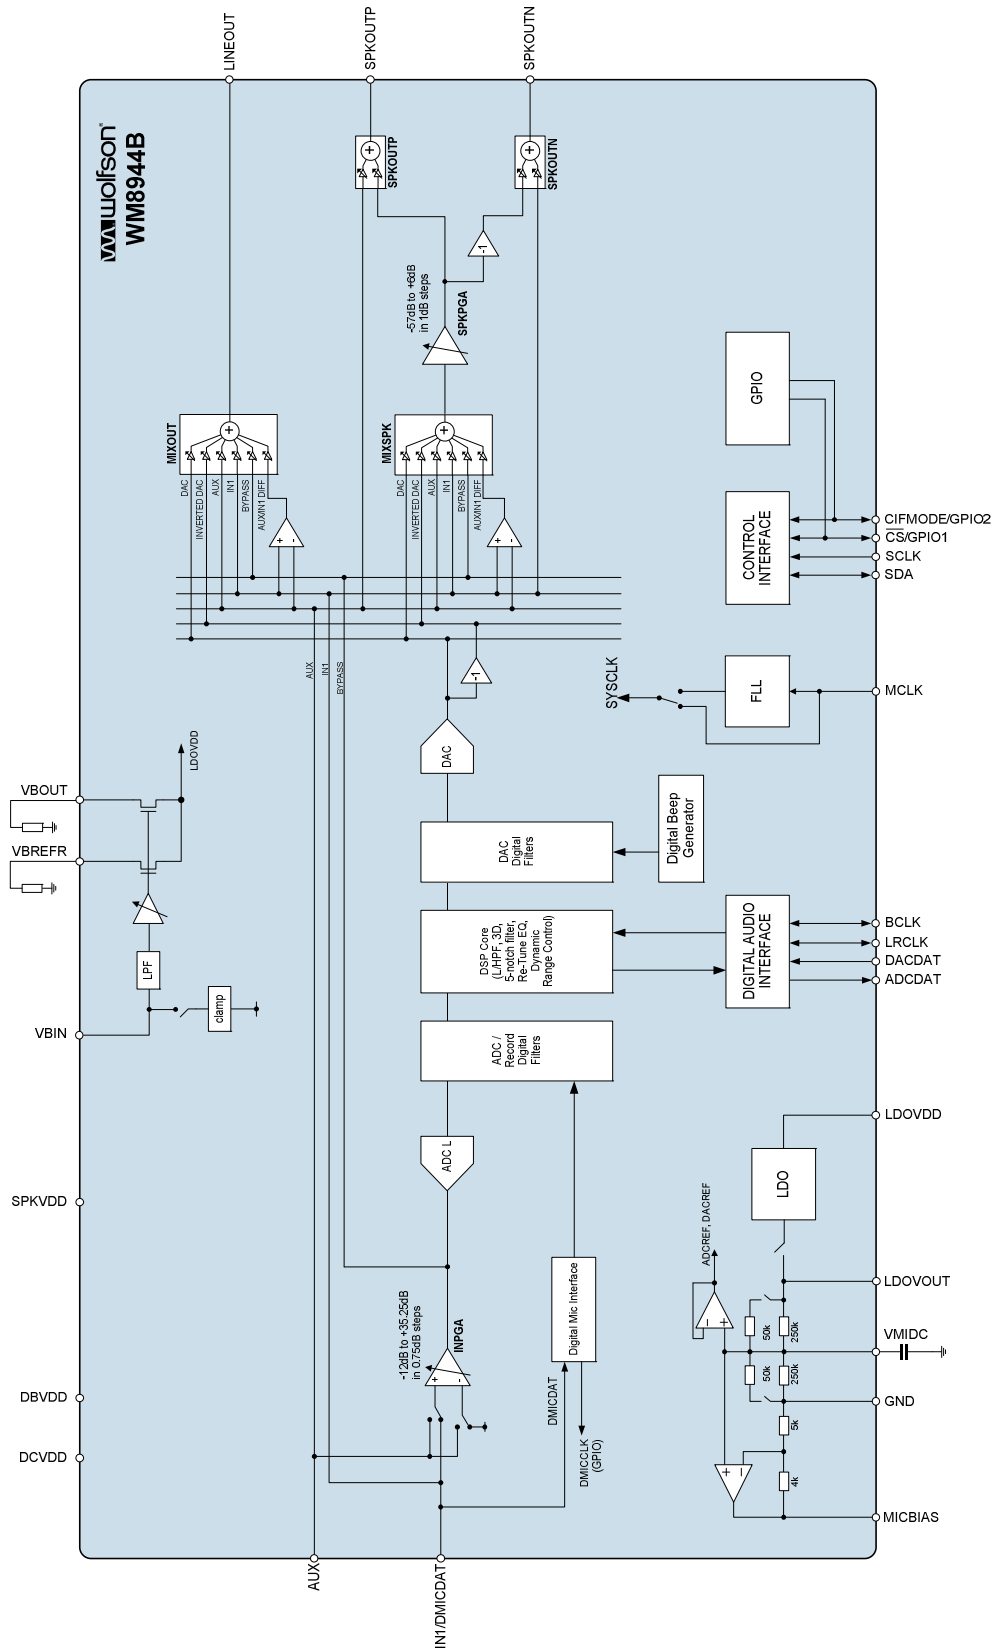 LINEOUT
SPKOUTP
SPKOUTN
wolfson
WM8944B
SPKOUTP
SPKOUTN
-1
-57dB to +6dB
in 1dB steps
SPKPGA
MIXOUT
DAC
INVERTED DAC
AUX
IN1
BYPASS
AUX/IN1 DIFF
+
-
MIXSPK
DAC
INVERTED DAC
AUX
IN1
BYPASS
AUX/IN1 DIFF
+
-
GPIO
CONTROL
INTERFACE
CIFMODE/GPIO2
CS/GPIO1
SCLK
SDA
AUX
IN1
BYPASS
-1
SYSCLK
FLL
MCLK
DAC
LDOVDD
VBOUT
VBREFR
LPF
clamp
VBIN
DAC
Digital
Filters
Digital Beep
Generator
DSP Core
(L/HPF, 3D,
5-notch filter,
Re-Tune EQ,
Dynamic
Range Control)
DIGITAL AUDIO
INTERFACE
BCLK
LRCLK
DACDAT
ADCDAT
ADC /
Record
Digital
Filters
ADC L
SPKVDD
DBVDD
DCVDD
-12dB to +35.25dB
in 0.75dB steps
INPGA
+
-
Digital Mic Interface
DMICDAT
DMICCLK
(GPIO)
LDOVDD
LDO
ADCREF, DACREF
LDOVOUT
50k
250k
VMIDC
50k
250k
GND
5k
4k
MICBIAS
AUX
IN1/DMICDAT